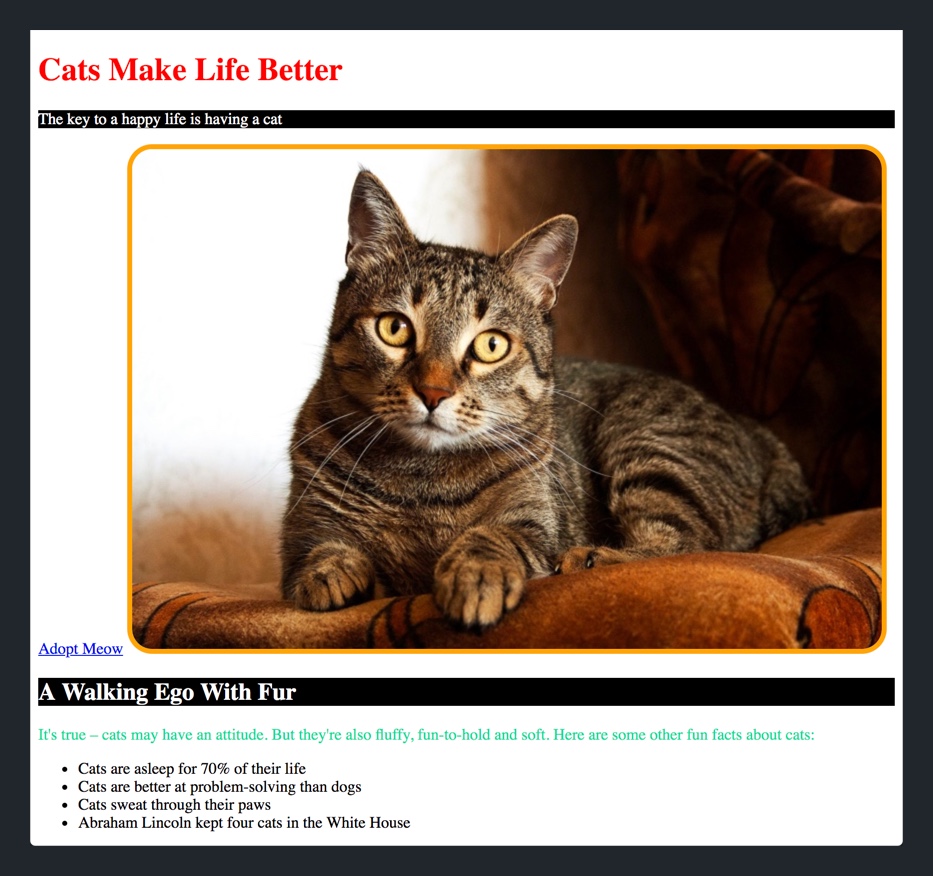 Cats Make Life Better
The key to a happy life is having a cat
Adopt Meow
A Walking Ego With Fur
It's true – cats may have an attitude. But they're also fluffy, fun-to-hold and soft. Here are some other fun facts about cats:
Cats are asleep for 70% of their life
Cats are better at problem-solving than dogs
Cats sweat through their paws
Abraham Lincoln kept four cats in the White House